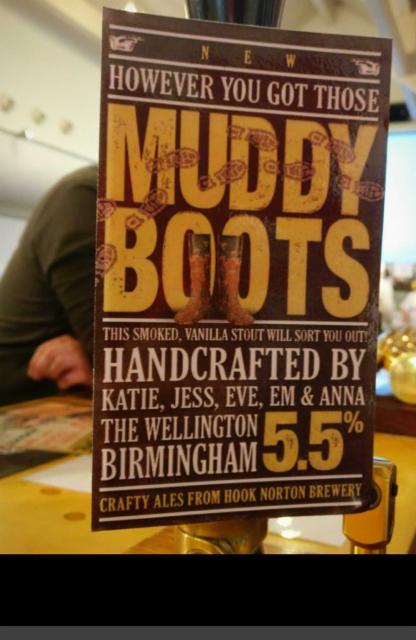 NEW
HOWEVER YOU GOT THOSE
MUDDY
BOOTS
THIS SMOKED, VANILLA STOUT WILL SORT YOU OUT!
HANDCRAFTED BY
KATIE, JESS, EVE, EM & ANNA
THE WELLINGTON
BIRMINGHAM
5.5%
CRAFTY ALES FROM HOOK NORTON BREWERY